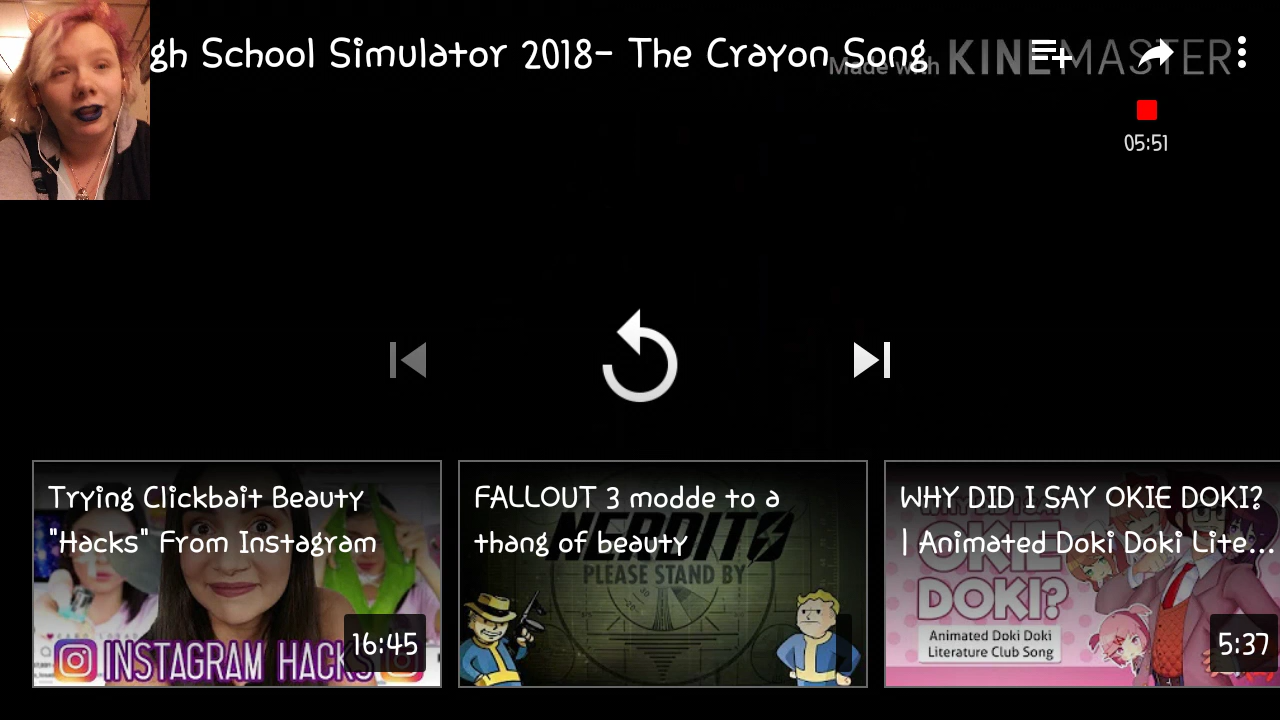 gh School Simulator 2018- The Crayon Song
Made with KINEMASTER
05:51
Trying Clickbait Beauty
"Hacks" From Instagram
INSTAGRAM HACKS
16:45
FALLOUT 3 modde to a
thang of beauty
NERDIT
PLEASE STAND BY
WHY DID I SAY OKIE DOKI?
| Animated Doki Doki Lite...
OKIE
DOKI?
Animated Doki Doki
Literature Club Song
5:37